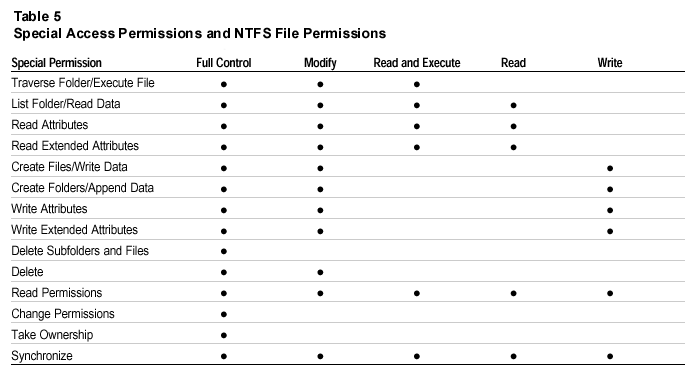 Table 5
Special Access Permissions and NTFS File Permissions
Special Permission Full Control Modify Read and Execute Read Write
Traverse Folder/Execute File ● ● ●
List Folder/Read Data ● ● ● ●
Read Attributes ● ● ● ●
Read Extended Attributes ● ● ● ●
Create Files/Write Data ● ● ●
Create Folders/Append Data ● ● ●
Write Attributes ● ● ●
Write Extended Attributes ● ● ●
Delete Subfolders and Files ●
Delete ● ●
Read Permissions ● ● ● ● ●
Change Permissions ●
Take Ownership ●
Synchronize ● ● ● ● ●